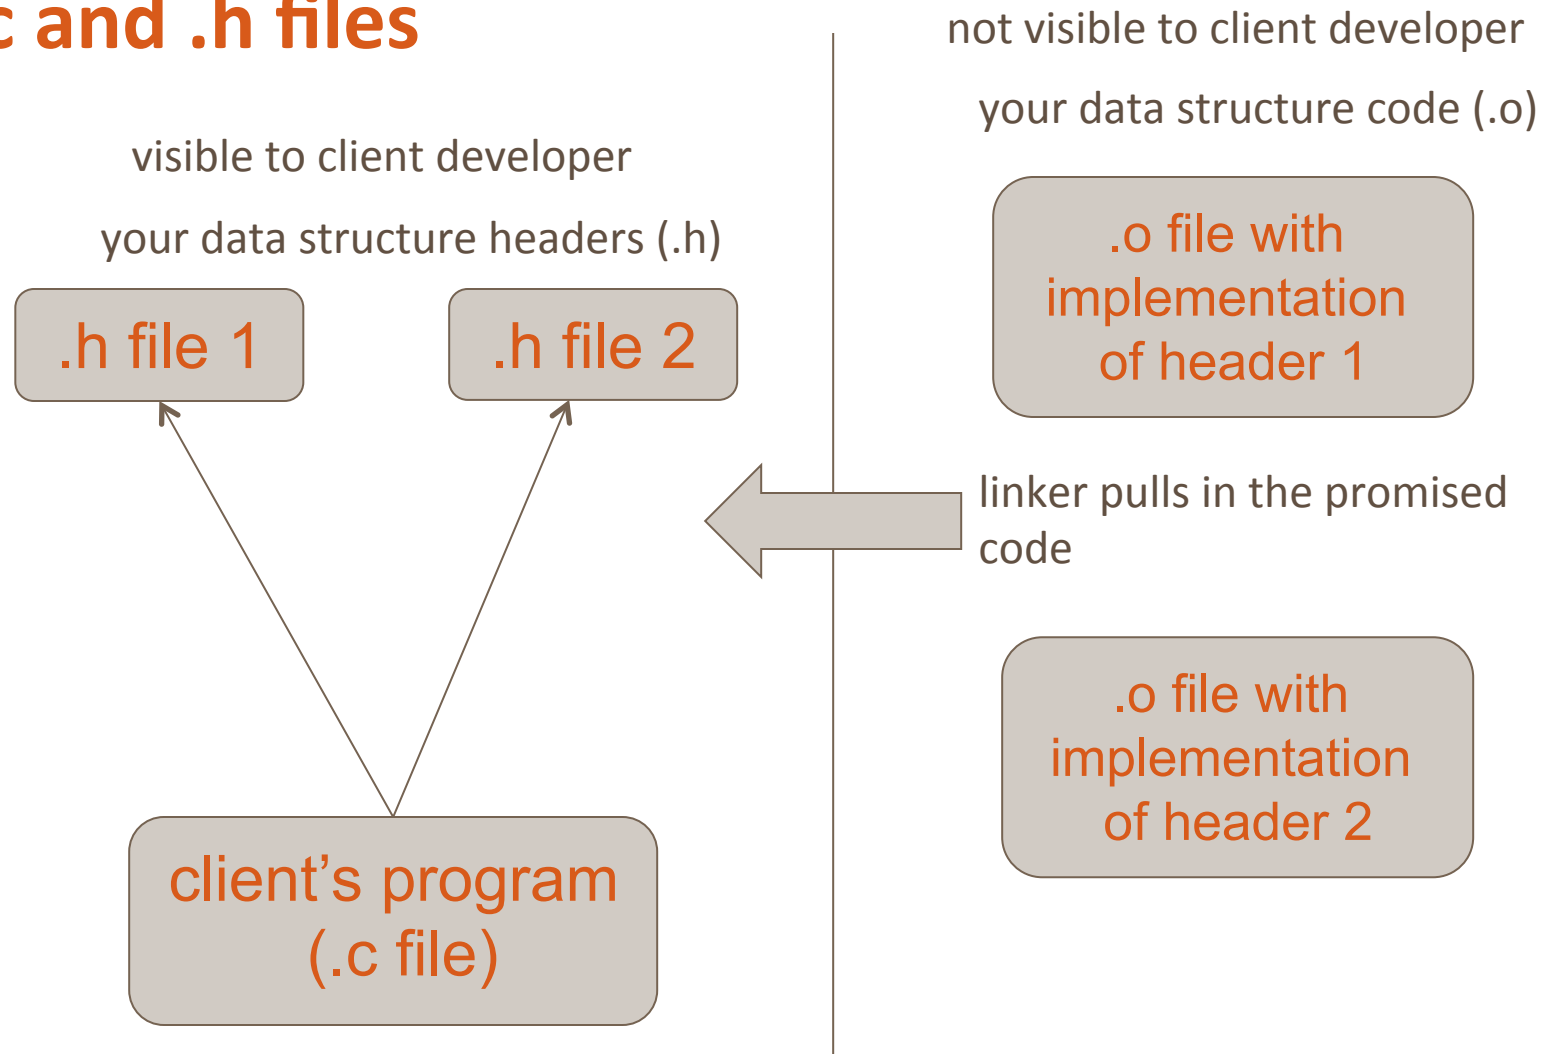 c and .h files
visible to client developer
your data structure headers (.h)
.h file 1
.h file 2
client’s program
(.c file)
not visible to client developer
your data structure code (.o)
.o file with
implementation
of header 1
linker pulls in the promised
code
.o file with
implementation
of header 2